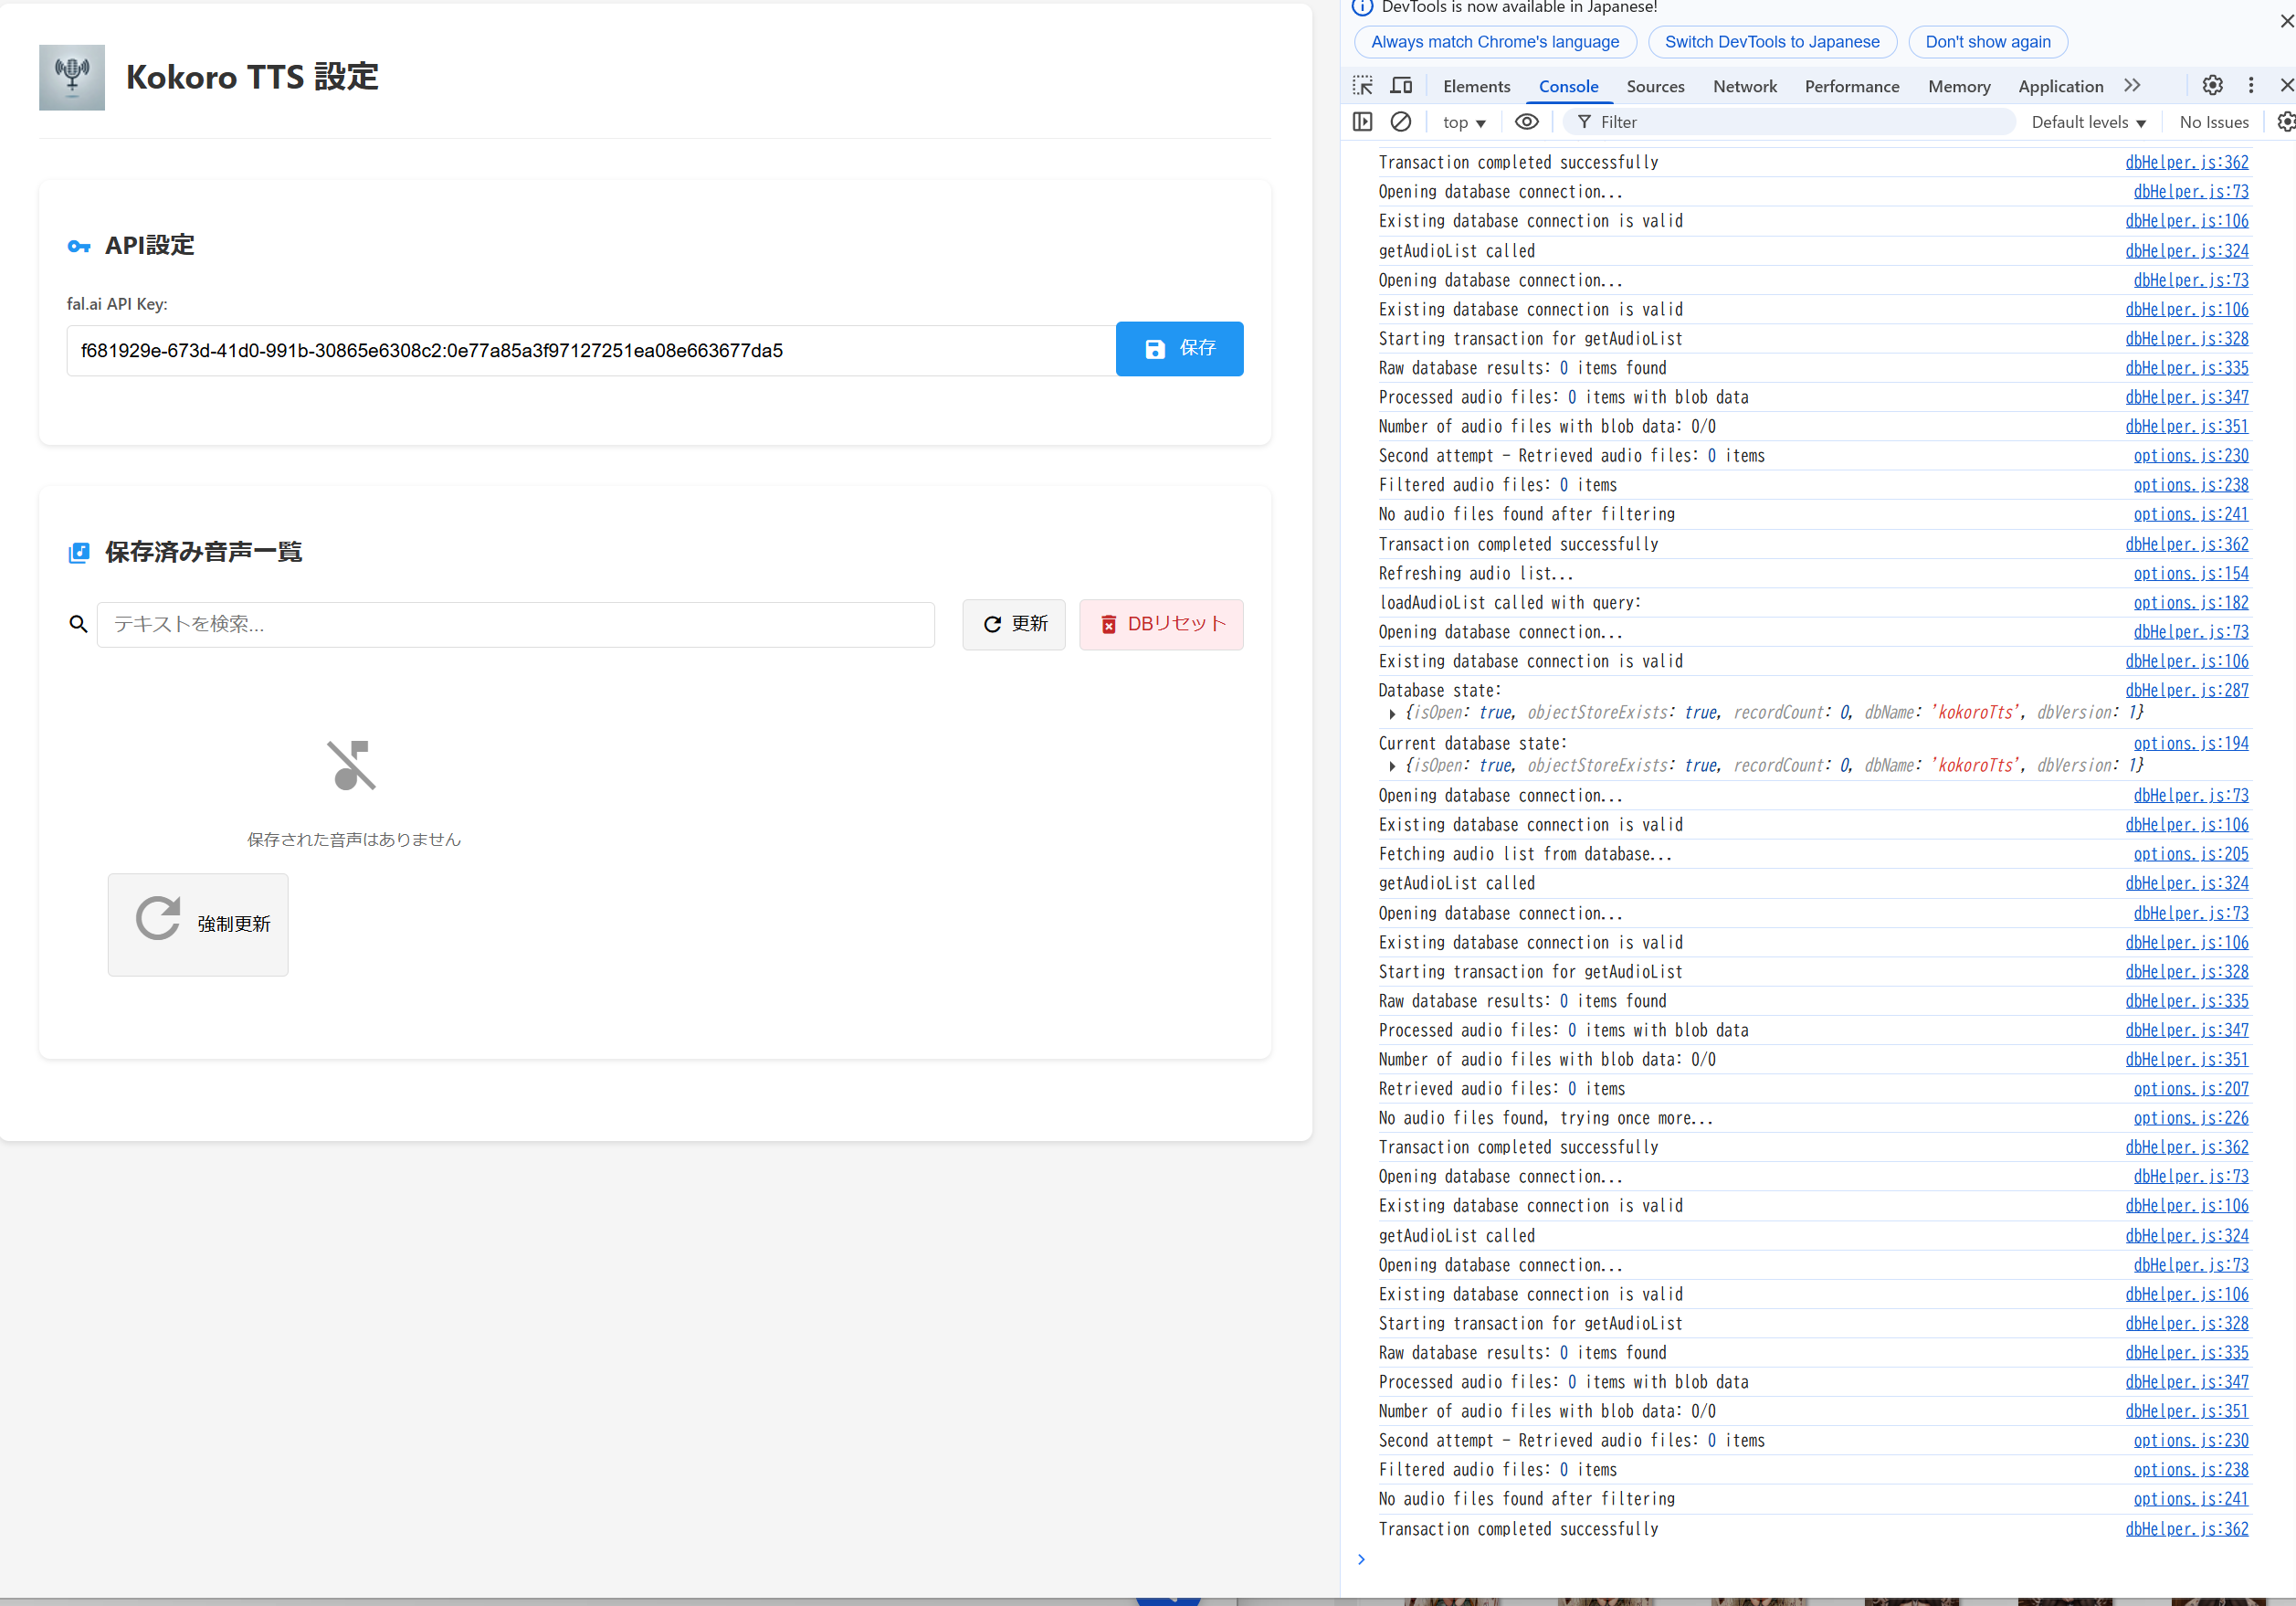 Kokoro TTS 設定
API設定
fal.ai API Key:
f681929e-673d-41d0-991b-30865e6308c2:0e77a85a3f97127251ea08e663677da5
保存
保存済み音声一覧
テキストを検索...
更新
DBリセット
保存された音声はありません
強制更新
DevTools is now available in Japanese!
Always match Chrome's language
Switch DevTools to Japanese
Don't show again
Elements Console Sources Network Performance Memory Application
top Filter Default levels No Issues
Transaction completed successfully dbHelper.js:362
Opening database connection... dbHelper.js:73
Existing database connection is valid dbHelper.js:106
getAudioList called dbHelper.js:324
Opening database connection... dbHelper.js:73
Existing database connection is valid dbHelper.js:106
Starting transaction for getAudioList dbHelper.js:328
Raw database results: 0 items found dbHelper.js:335
Processed audio files: 0 items with blob data dbHelper.js:347
Number of audio files with blob data: 0/0 dbHelper.js:351
Second attempt - Retrieved audio files: 0 items options.js:230
Filtered audio files: 0 items options.js:238
No audio files found after filtering options.js:241
Transaction completed successfully dbHelper.js:362
Refreshing audio list... options.js:154
loadAudioList called with query: options.js:182
Opening database connection... dbHelper.js:73
Existing database connection is valid dbHelper.js:106
Database state: dbHelper.js:287
{isOpen: true, objectStoreExists: true, recordCount: 0, dbName: 'kokoroTts', dbVersion: 1}
Current database state: options.js:194
{isOpen: true, objectStoreExists: true, recordCount: 0, dbName: 'kokoroTts', dbVersion: 1}
Opening database connection... dbHelper.js:73
Existing database connection is valid dbHelper.js:106
Fetching audio list from database... options.js:205
getAudioList called dbHelper.js:324
Opening database connection... dbHelper.js:73
Existing database connection is valid dbHelper.js:106
Starting transaction for getAudioList dbHelper.js:328
Raw database results: 0 items found dbHelper.js:335
Processed audio files: 0 items with blob data dbHelper.js:347
Number of audio files with blob data: 0/0 dbHelper.js:351
Retrieved audio files: 0 items options.js:207
No audio files found, trying once more... options.js:226
Transaction completed successfully dbHelper.js:362
Opening database connection... dbHelper.js:73
Existing database connection is valid dbHelper.js:106
getAudioList called dbHelper.js:324
Opening database connection... dbHelper.js:73
Existing database connection is valid dbHelper.js:106
Starting transaction for getAudioList dbHelper.js:328
Raw database results: 0 items found dbHelper.js:335
Processed audio files: 0 items with blob data dbHelper.js:347
Number of audio files with blob data: 0/0 dbHelper.js:351
Second attempt - Retrieved audio files: 0 items options.js:230
Filtered audio files: 0 items options.js:238
No audio files found after filtering options.js:241
Transaction completed successfully dbHelper.js:362